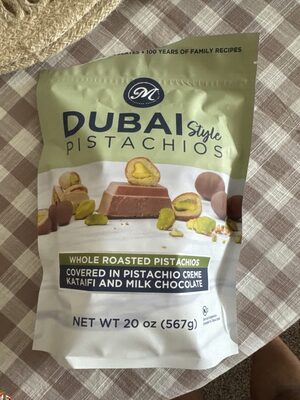 100 YEARS OF FAMILY RECIPES
M
DUBAI Style
PISTACHIOS
WHOLE ROASTED PISTACHIOS
COVERED IN PISTACHIO CREME
KATAIFI AND MILK CHOCOLATE
NET WT 20 oz (567g)